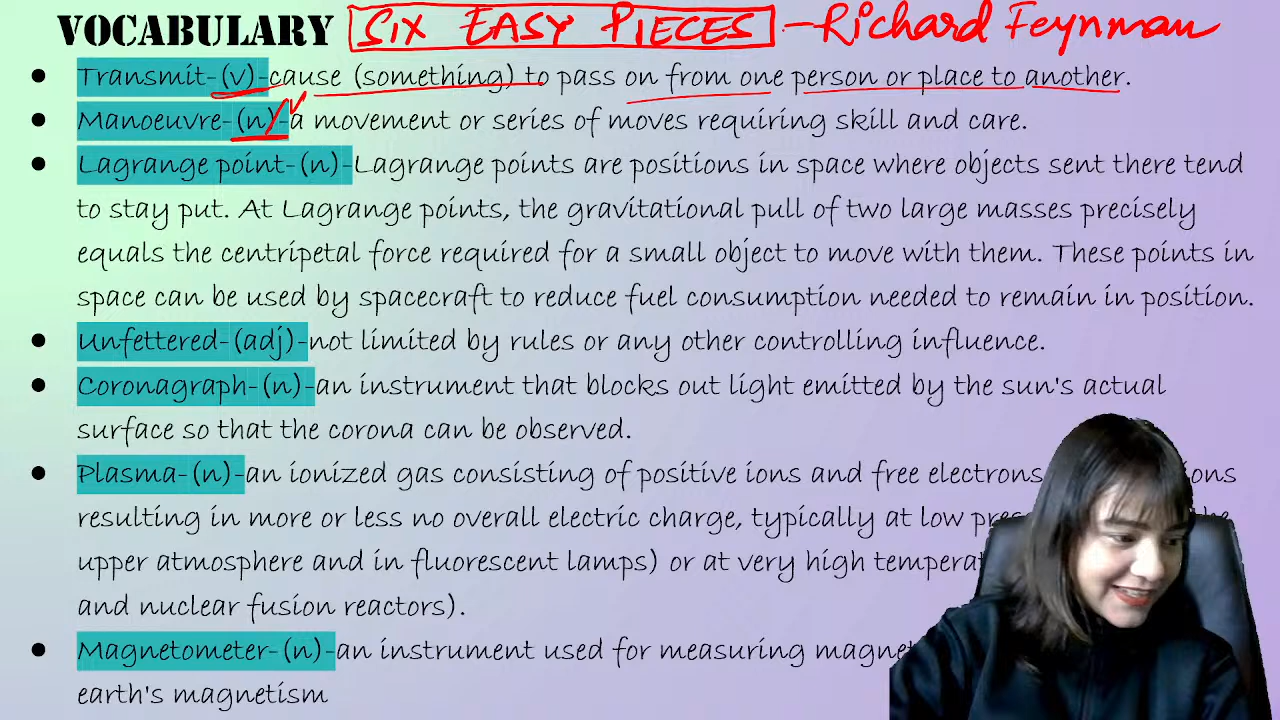 VOCABULARY SIX EASY PIECES - Richard Feynman
● Transmit-(v)-cause (something) to pass on from one person or place to another.
● Manoeuvre-(n)-a movement or series of moves requiring skill and care.
● Lagrange point-(n)-Lagrange points are positions in space where objects sent there tend
to stay put. At Lagrange points, the gravitational pull of two large masses precisely
equals the centripetal force required for a small object to move with them. These points in
space can be used by spacecraft to reduce fuel consumption needed to remain in position.
● Unfettered-(adj)-not limited by rules or any other controlling influence.
● Coronagraph-(n)-an instrument that blocks out light emitted by the sun's actual
surface so that the corona can be observed.
● Plasma-(n)-an ionized gas consisting of positive ions and free electrons
resulting in more or less no overall electric charge, typically at low
upper atmosphere and in fluorescent lamps) or at very high
and nuclear fusion reactors).
● Magnetometer-(n)-an instrument used for measuring
earth's magnetism